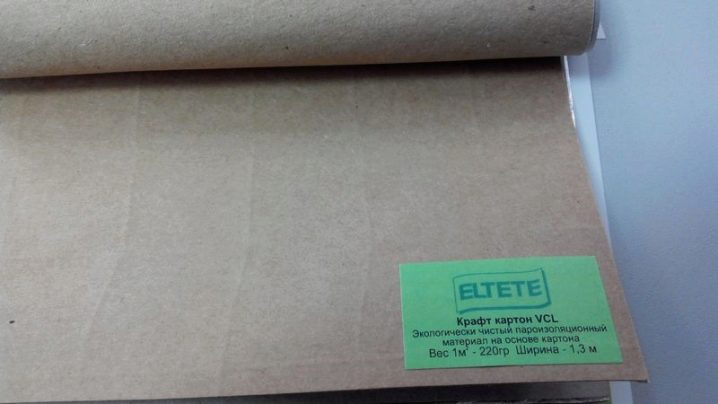 ELTETE
Крафт картон VCL
Экологически чистый пароизоляционный
материал на основе картона
Вес 1м² - 220гр Ширина - 1,3 м